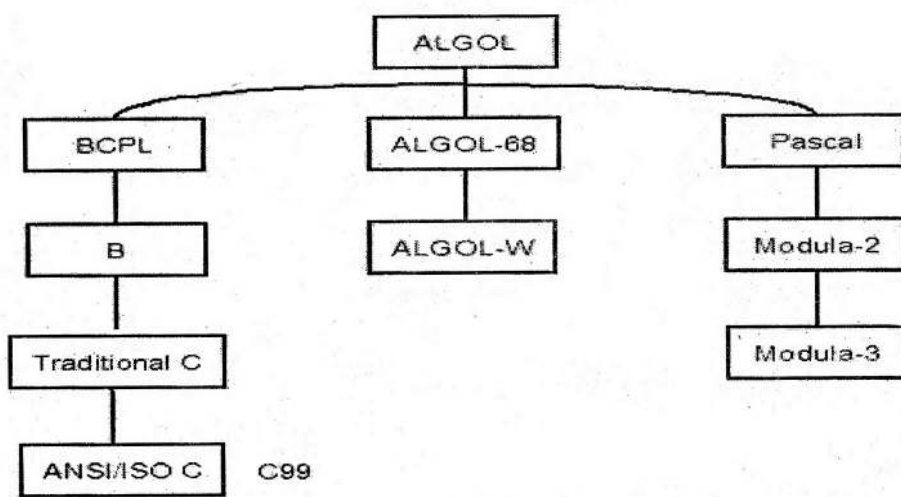 ALGOL
BCPL
ALGOL-68
Pascal
B
ALGOL-W
Modula-2
Traditional C
Modula-3
ANSI/ISO C
C99